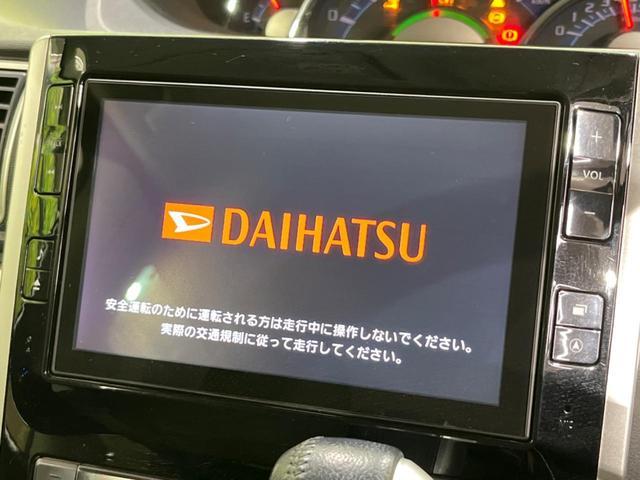 DAIHATSU
安全運転のために運転される方は走行中に操作しないでください。
実際の交通規制に従って走行してください。
+
VOL
−